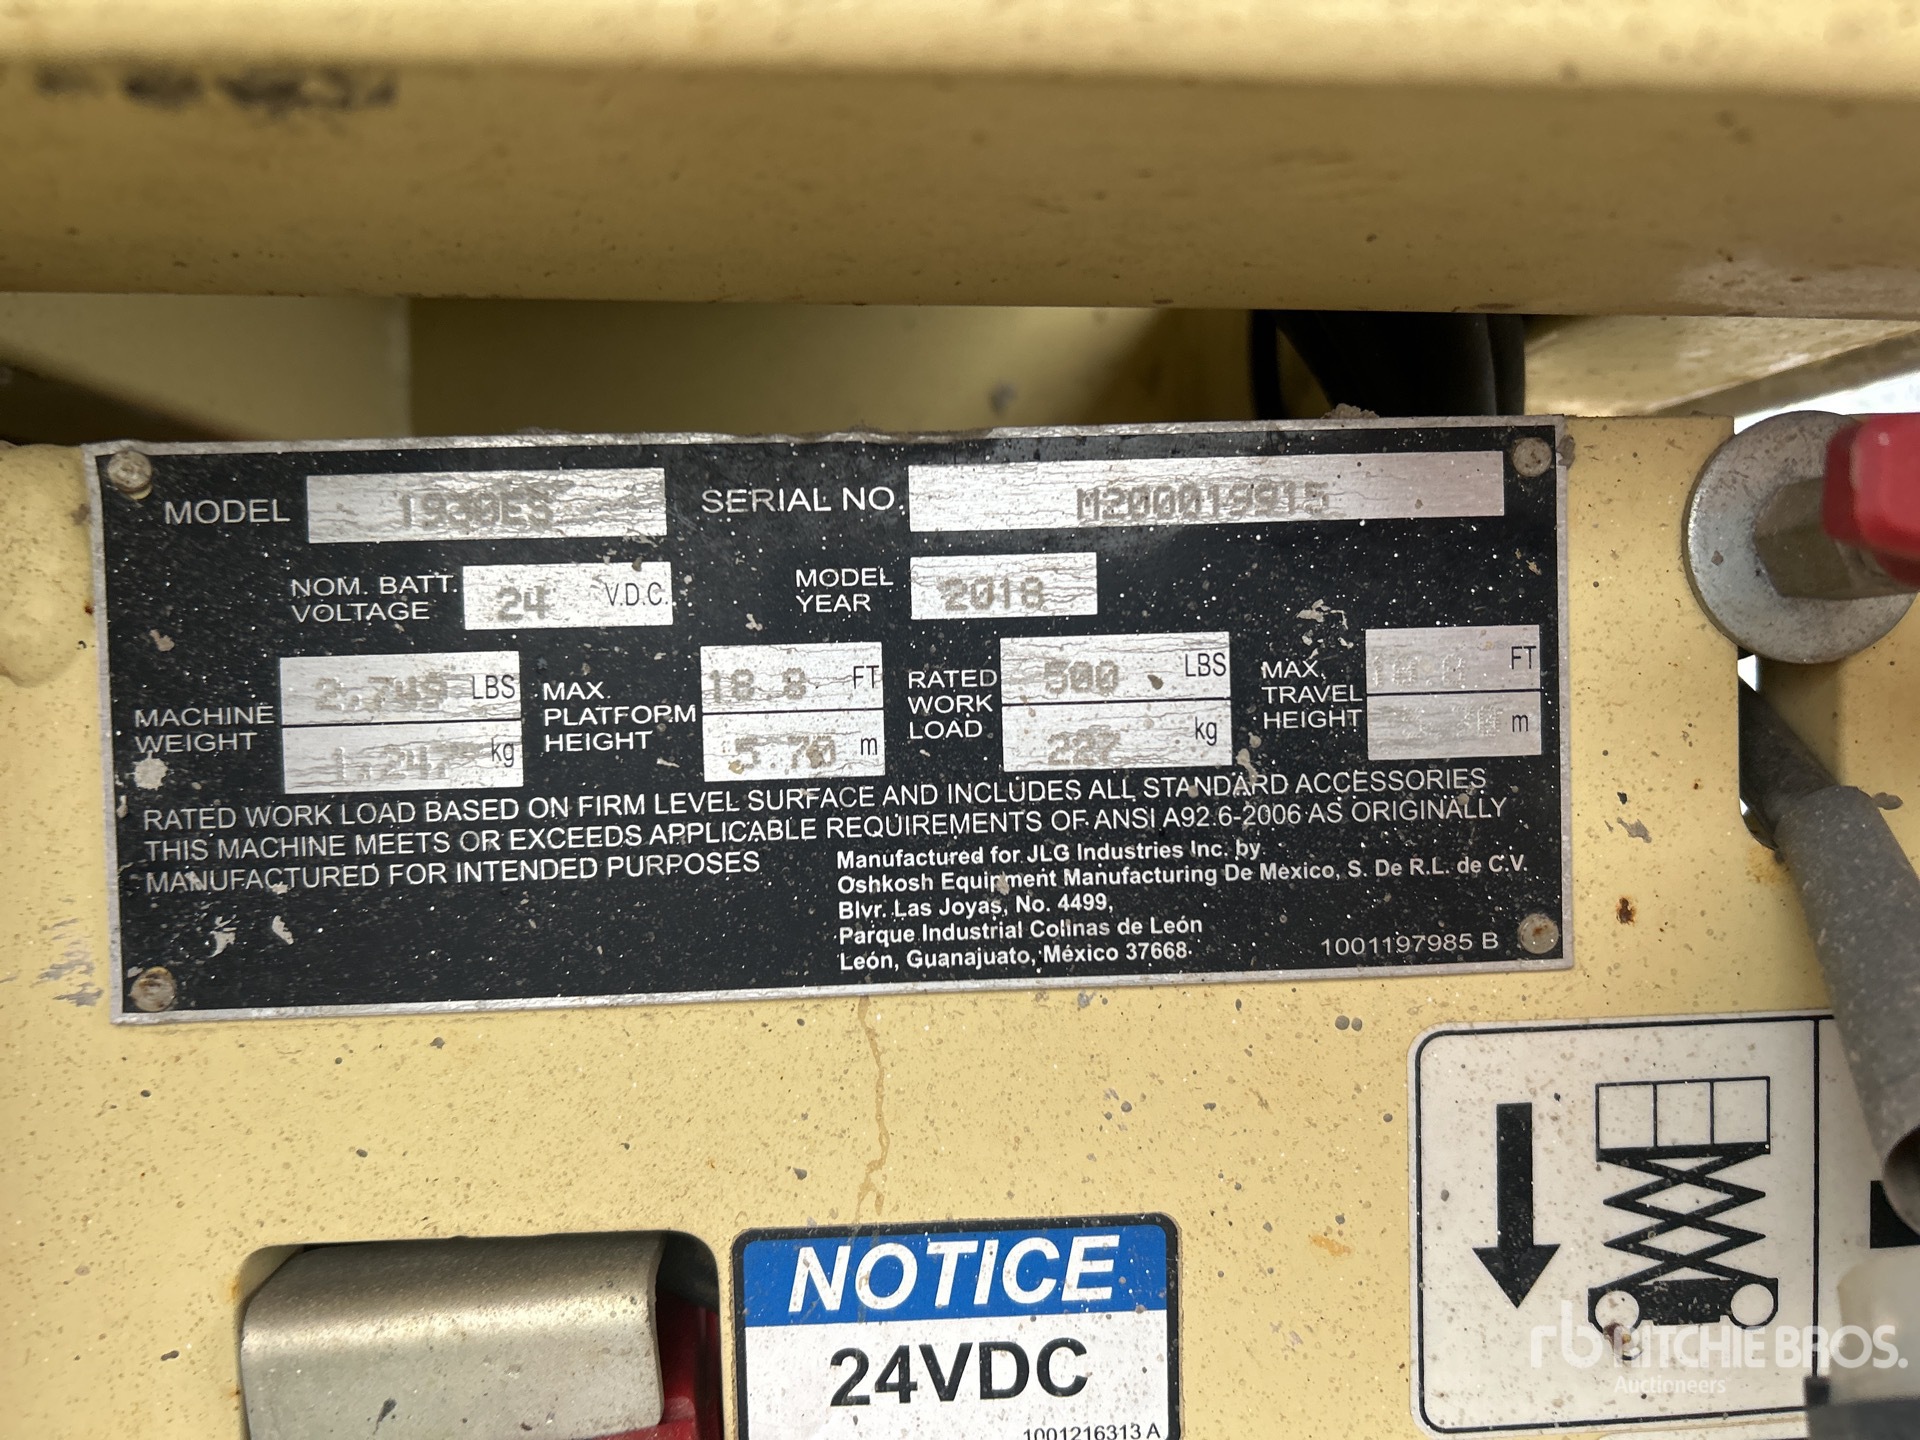 MODEL 1930ES SERIAL NO. M200019915
NOM. BATT. VOLTAGE 24 V.D.C. MODEL YEAR 2018
MACHINE WEIGHT 2,749 LBS 1,247 kg
MAX. PLATFORM HEIGHT 18.8 FT 5.70 m
RATED WORK LOAD 500 LBS 227 kg
MAX. TRAVEL HEIGHT FT m
RATED WORK LOAD BASED ON FIRM LEVEL SURFACE AND INCLUDES ALL STANDARD ACCESSORIES
THIS MACHINE MEETS OR EXCEEDS APPLICABLE REQUIREMENTS OF ANSI A92.6-2006 AS ORIGINALLY
MANUFACTURED FOR INTENDED PURPOSES
Manufactured for JLG Industries Inc. by
Oshkosh Equipment Manufacturing De Mexico, S. De R.L. de C.V.
Blvr. Las Joyas, No. 4499,
Parque Industrial Colinas de León
León, Guanajuato, México 37668
1001197985 B
NOTICE
24VDC
1001216313 A
rb RITCHIE BROS.
Auctioneers